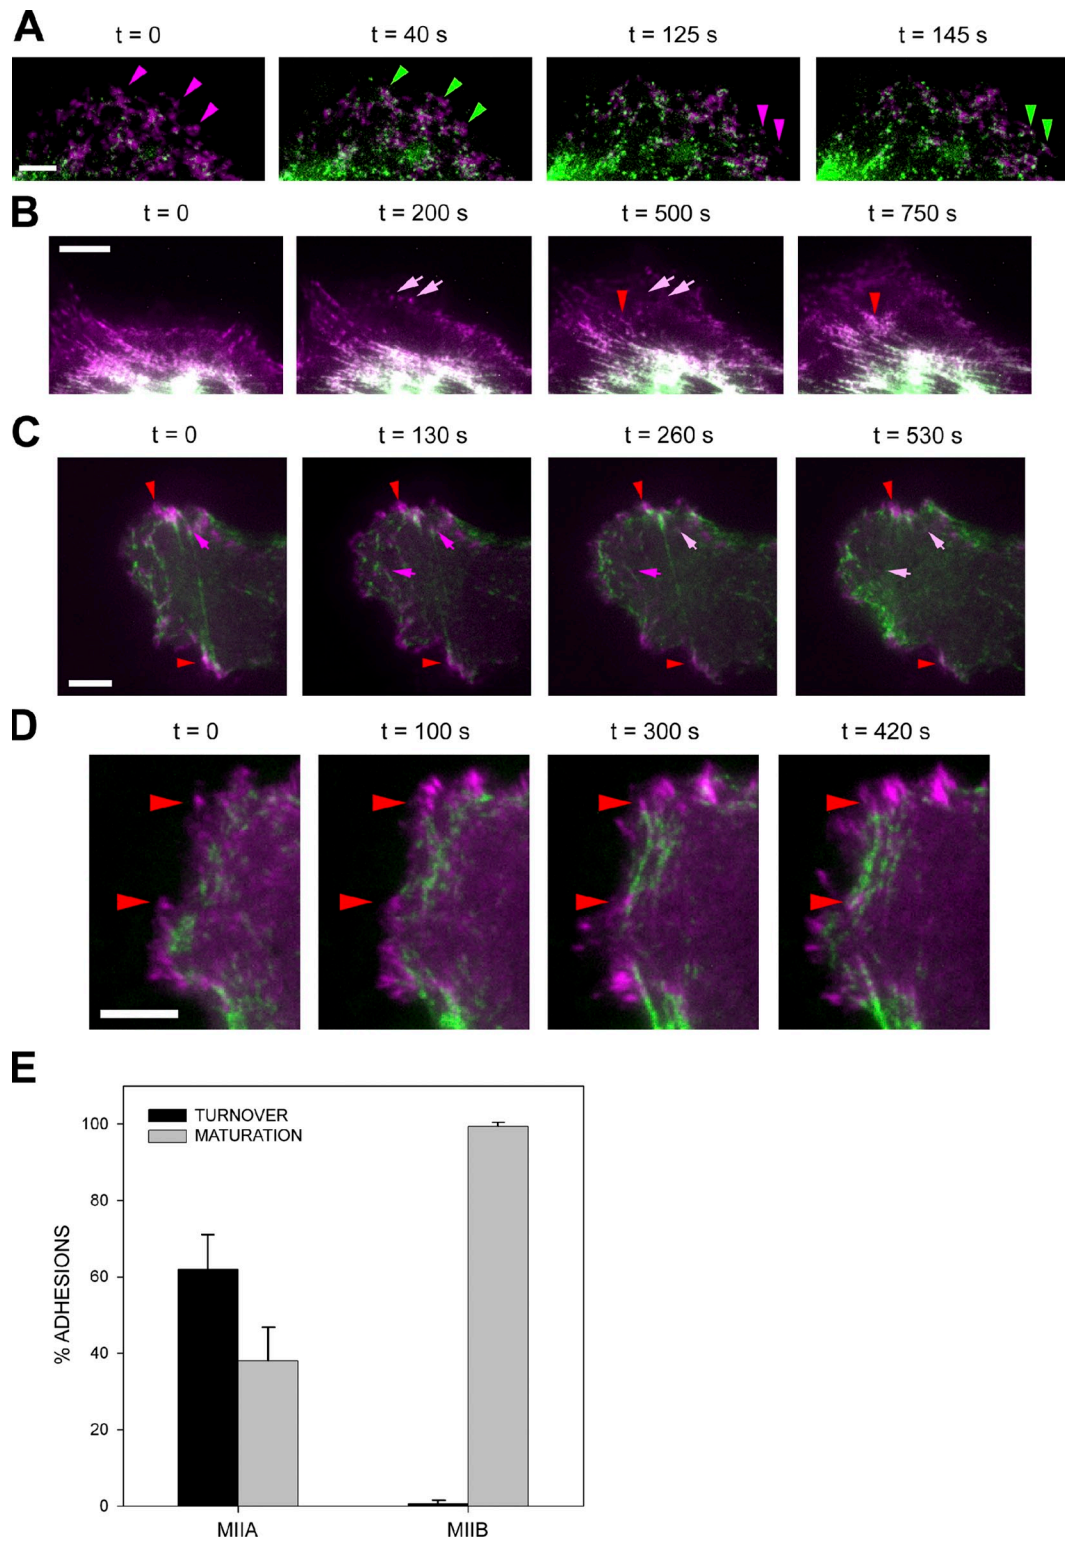 A
t = 0 t = 40 s t = 125 s t = 145 s
B
t = 0 t = 200 s t = 500 s t = 750 s
C
t = 0 t = 130 s t = 260 s t = 530 s
D
t = 0 t = 100 s t = 300 s t = 420 s
E
TURNOVER
MATURATION
100
80
60
40
20
0
% ADHESIONS
MIIA MIIB